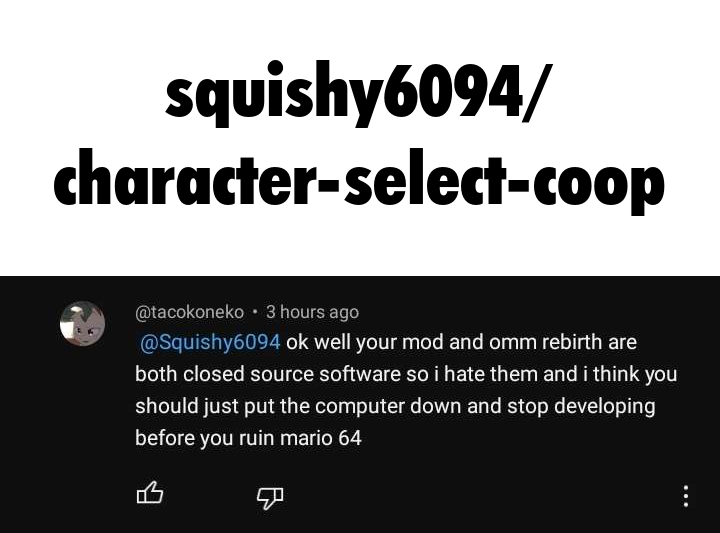 squishy6094/
character-select-coop
@tacokoneko • 3 hours ago
@Squishy6094 ok well your mod and omm rebirth are
both closed source software so i hate them and i think you
should just put the computer down and stop developing
before you ruin mario 64